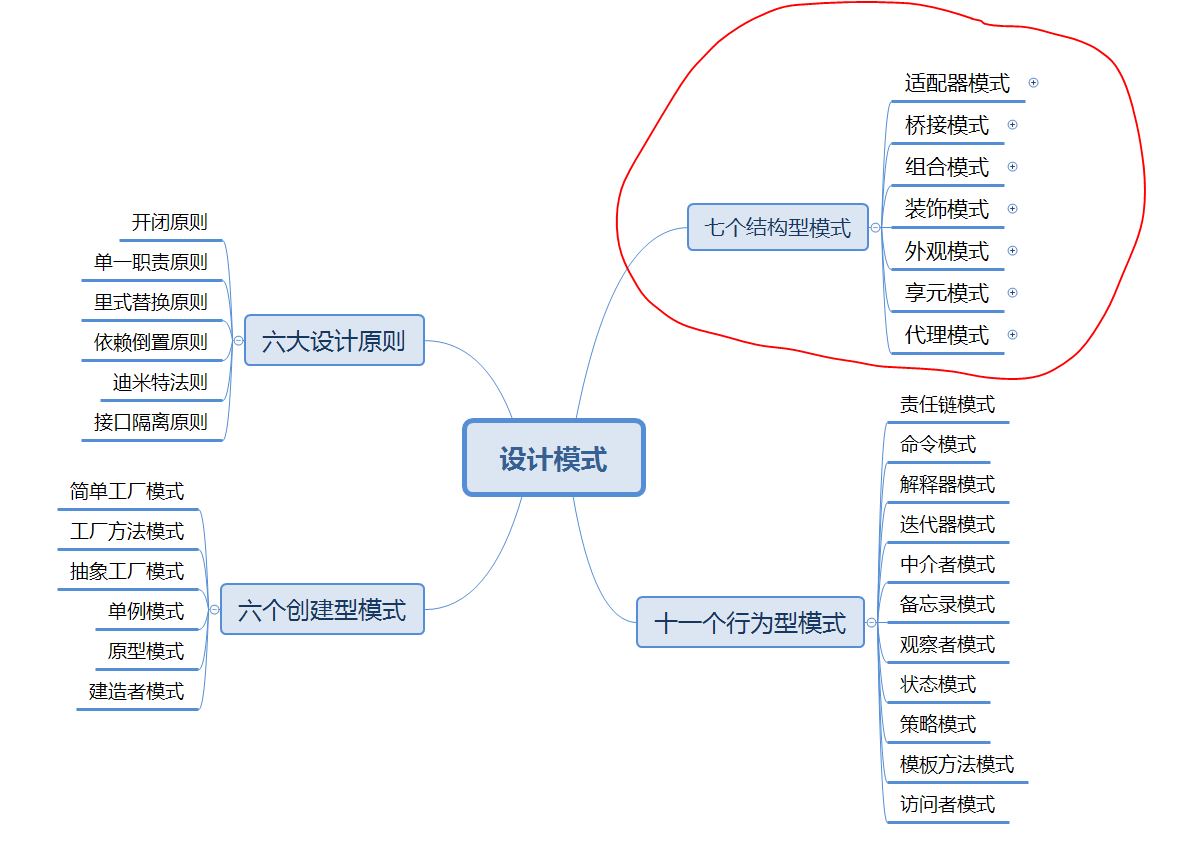 设计模式
六大设计原则
开闭原则
单一职责原则
里式替换原则
依赖倒置原则
迪米特法则
接口隔离原则
六个创建型模式
简单工厂模式
工厂方法模式
抽象工厂模式
单例模式
原型模式
建造者模式
七个结构型模式
适配器模式
桥接模式
组合模式
装饰模式
外观模式
享元模式
代理模式
十一个行为型模式
责任链模式
命令模式
解释器模式
迭代器模式
中介者模式
备忘录模式
观察者模式
状态模式
策略模式
模板方法模式
访问者模式